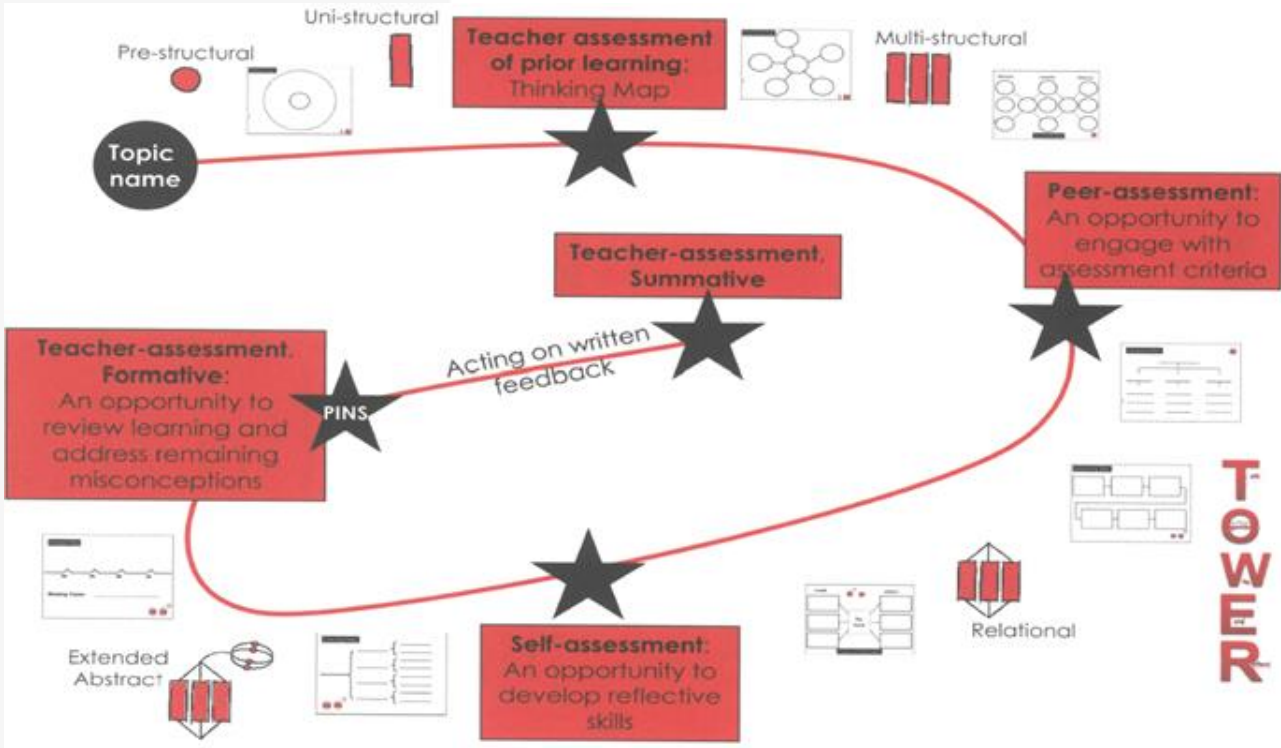 Pre-structural
Uni-structural
Teacher assessment
of prior learning:
Thinking Map
Multi-structural
Topic
name
Peer-assessment:
An opportunity to
engage with
assessment criteria
Teacher-assessment,
Summative
Teacher-assessment,
Formative:
An opportunity to
review learning and
address remaining
misconceptions
PINS
Acting on written
feedback
TOWER
Relational
Self-assessment:
An opportunity to
develop reflective
skills
Extended
Abstract